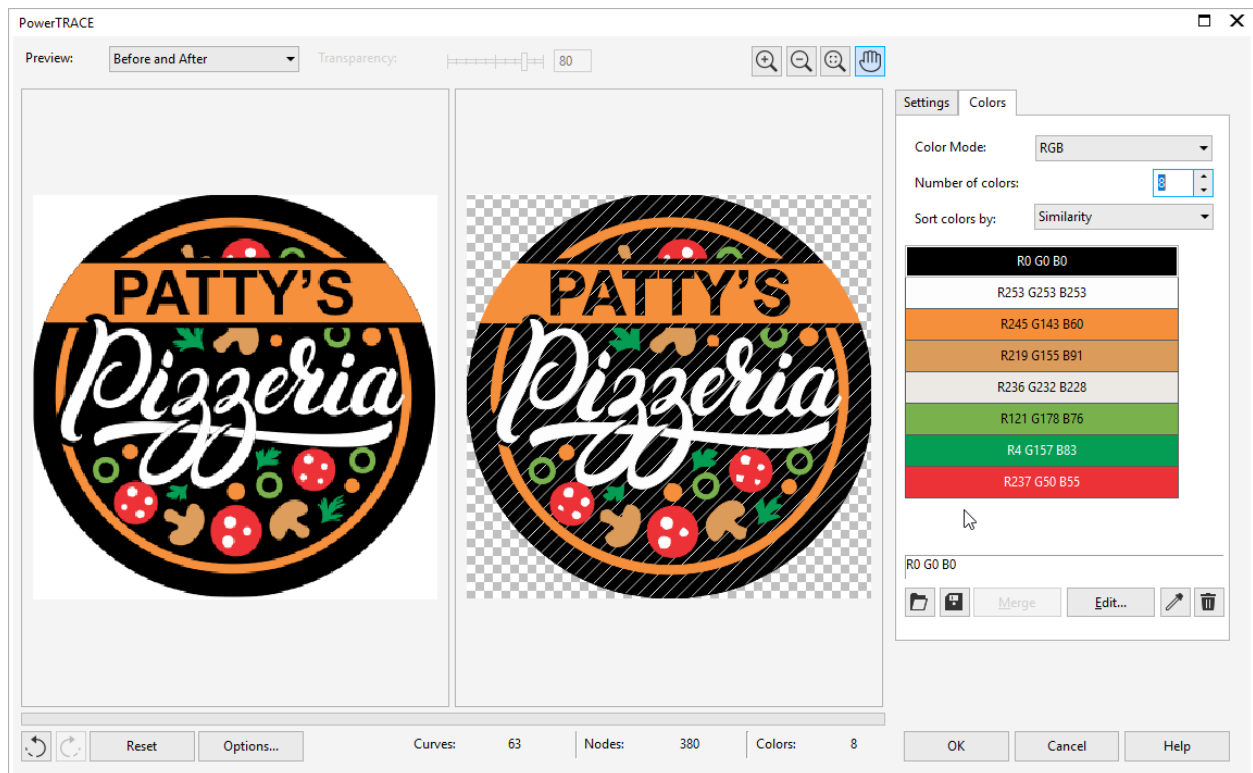 PowerTRACE
Preview: Before and After Transparency: 80
Settings Colors
Color Mode: RGB
Number of colors: 8
Sort colors by: Similarity
PATTY'S
Pizzeria
PATTY'S
Pizzeria
R0 G0 B0
R253 G253 B253
R245 G143 B60
R219 G155 B91
R236 G232 B228
R121 G178 B76
R4 G157 B83
R237 G50 B55
R0 G0 B0
Merge Edit...
Reset Options... Curves: 63 Nodes: 380 Colors: 8 OK Cancel Help